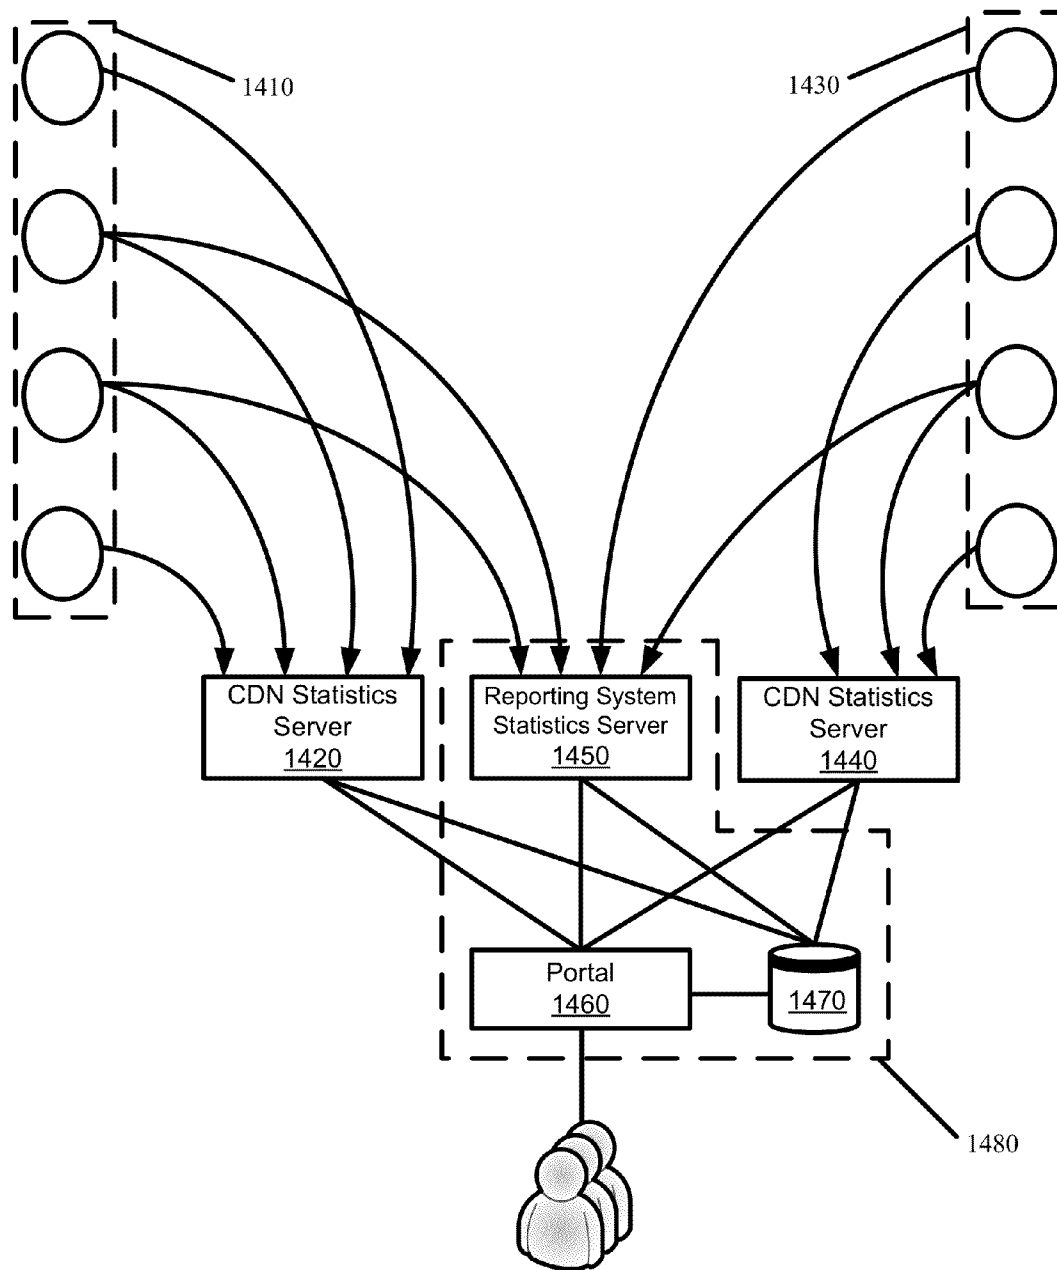 1410
1430
CDN Statistics
Server
1420
Reporting System
Statistics Server
1450
CDN Statistics
Server
1440
Portal
1460
1470
1480